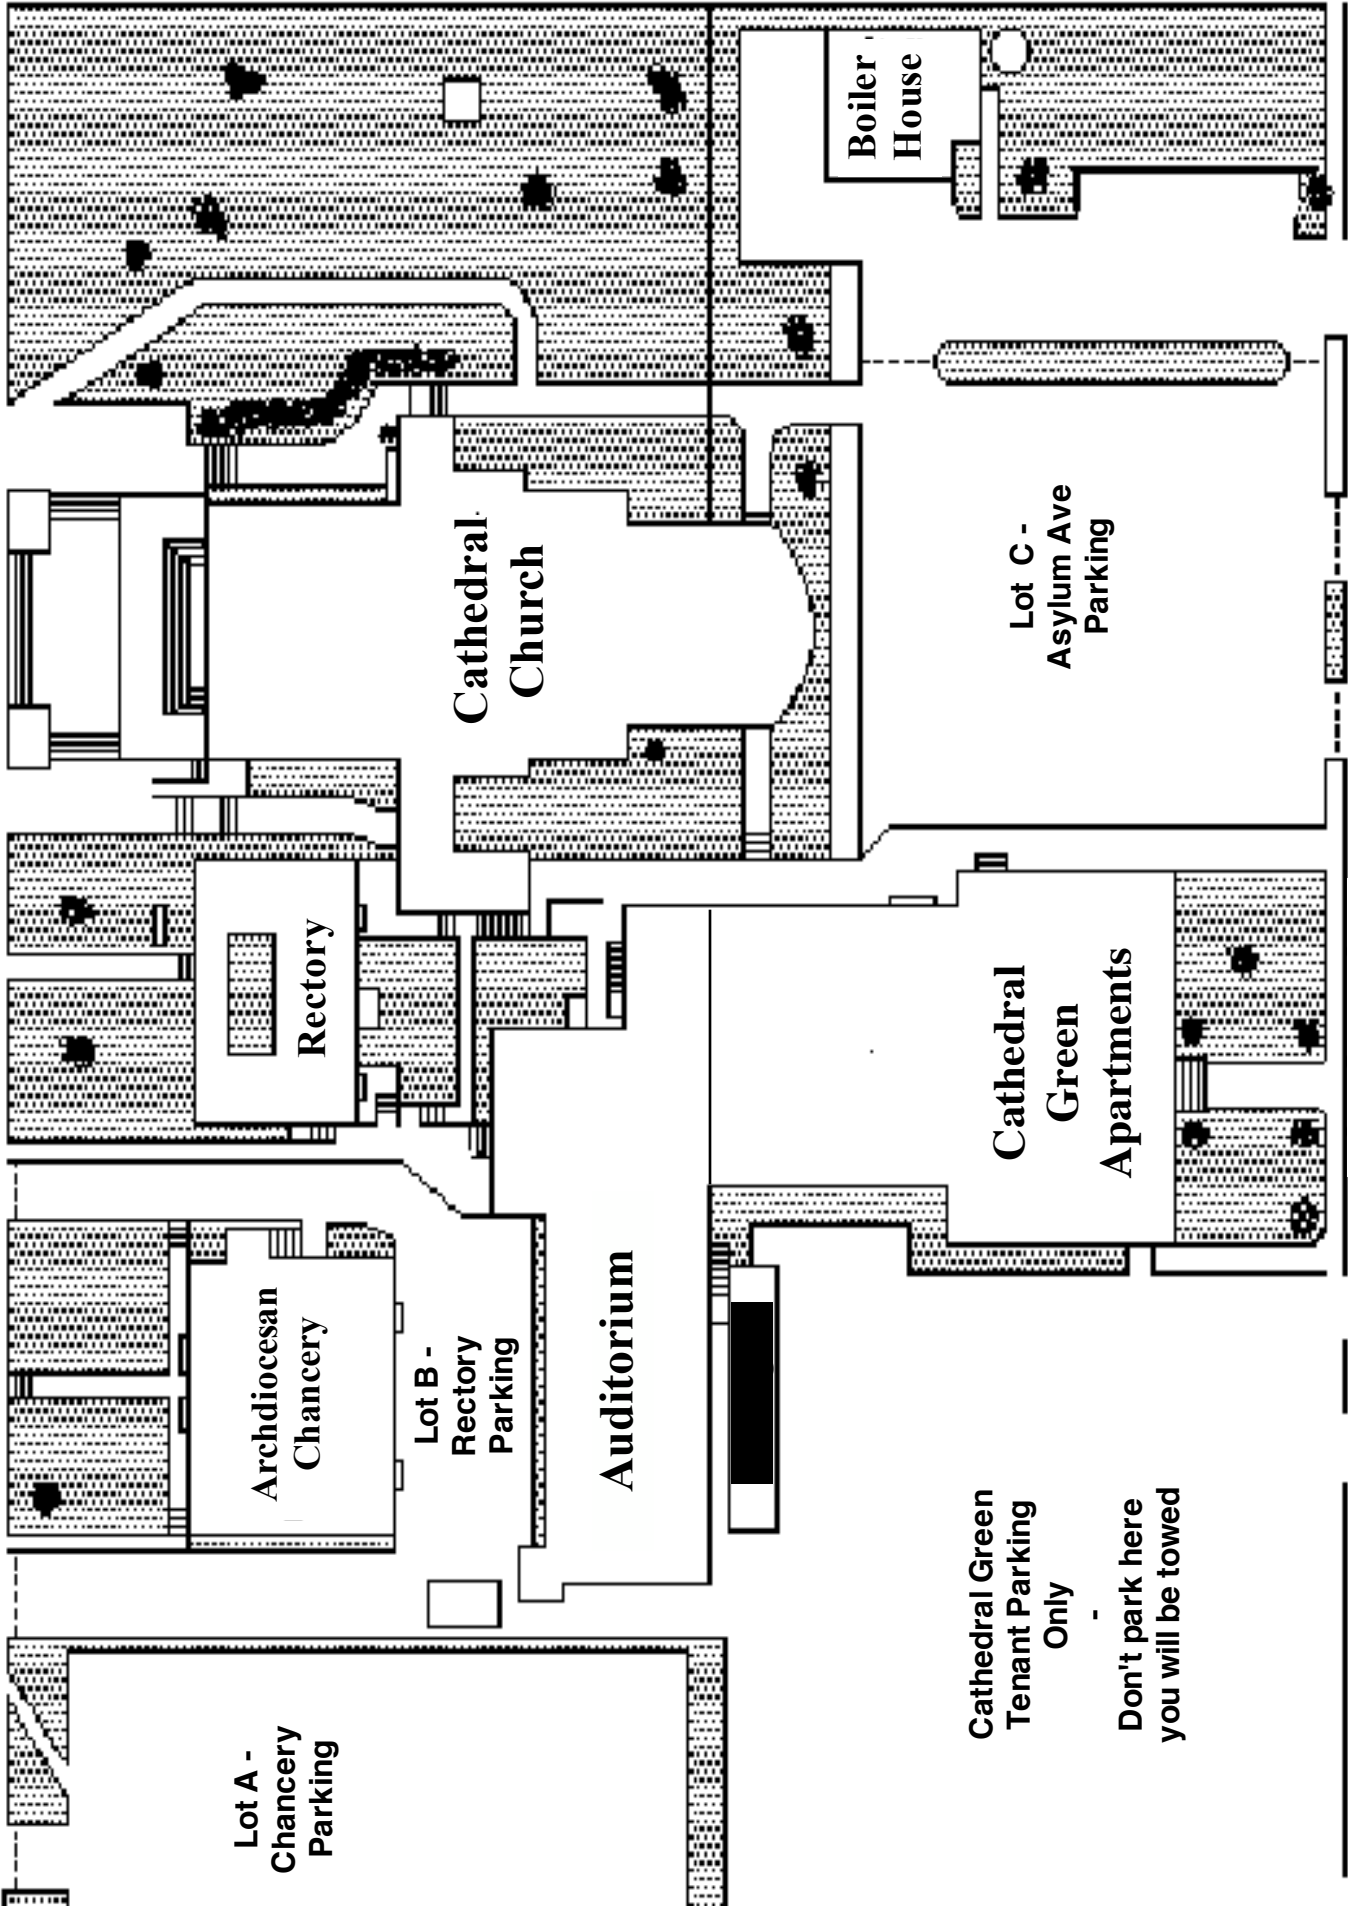 Boiler
House
Cathedral
Church
Lot C -
Asylum Ave
Parking
Rectory
Cathedral
Green
Apartments
Archdiocesan
Chancery
Lot B -
Rectory
Parking
Auditorium
Lot A -
Chancery
Parking
Cathedral Green
Tenant Parking
Only
-
Don't park here
you will be towed